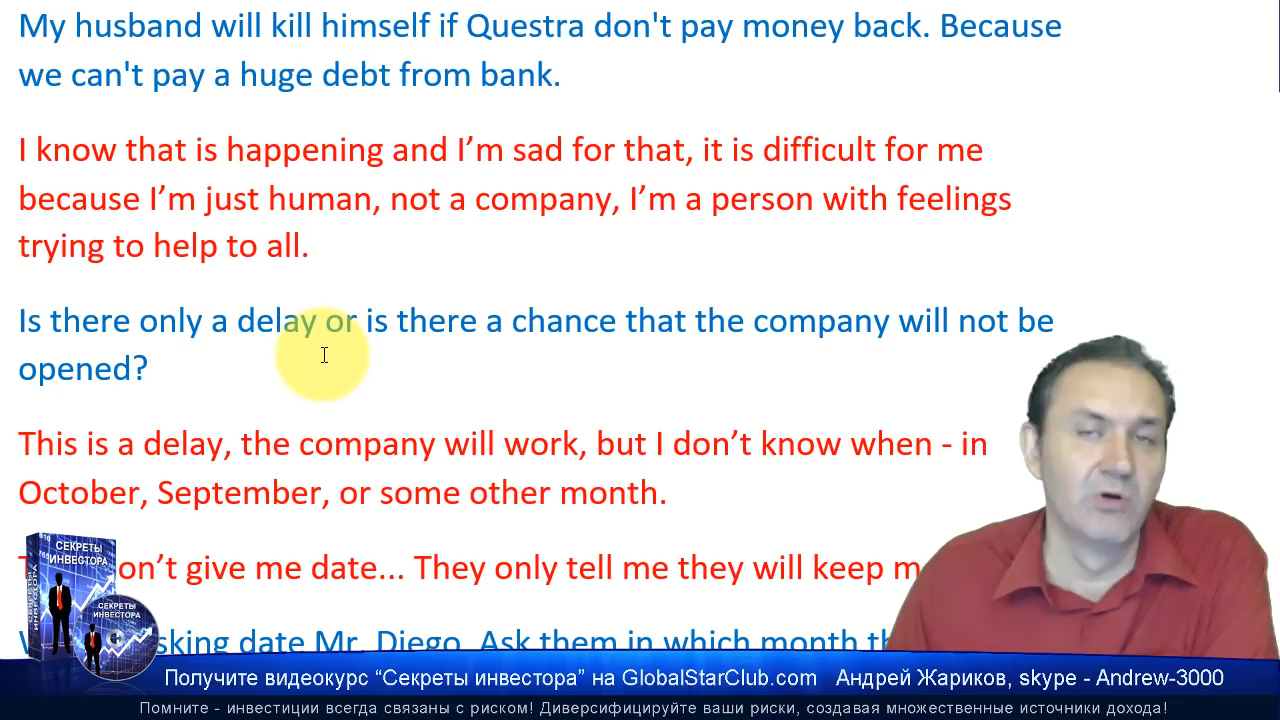 My husband will kill himself if Questra don't pay money back. Because
we can't pay a huge debt from bank.
I know that is happening and I’m sad for that, it is difficult for me
because I’m just human, not a company, I’m a person with feelings
trying to help to all.
Is there only a delay or is there a chance that the company will not be
opened?
This is a delay, the company will work, but I don’t know when - in
October, September, or some other month.
on’t give me date... They only tell me they will keep
asking date Mr. Diego. Ask them in which month
СЕКРЕТЫ
ИНВЕСТОРА
СЕКРЕТЫ
ИНВЕСТОРА
Получите видеокурс “Секреты инвестора” на GlobalStarClub.com Андрей Жариков, skype - Andrew-3000
Помните - инвестиции всегда связаны с риском! Диверсифицируйте ваши риски, создавая множественные источники дохода!